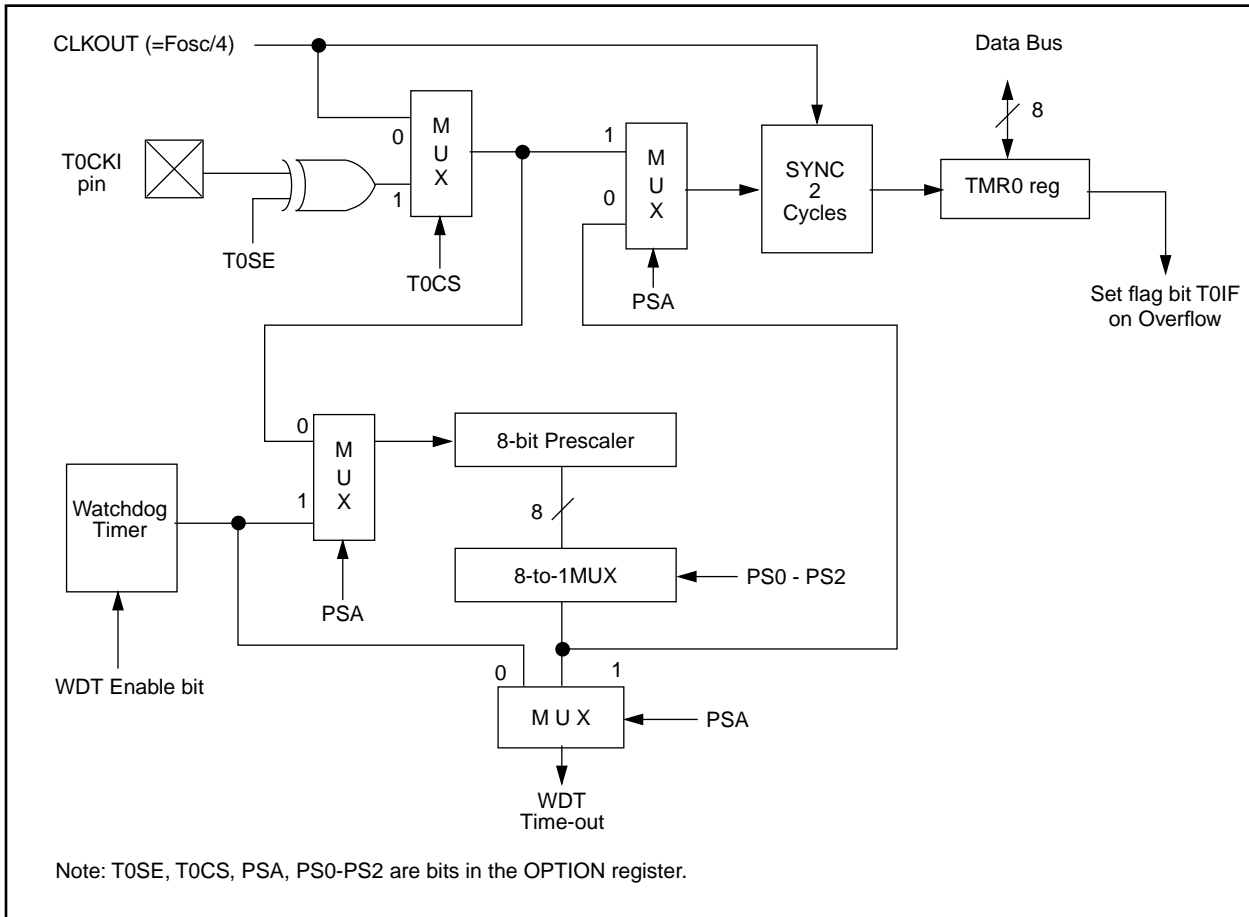 CLKOUT (=Fosc/4)
Data Bus
8
M
U
X
0
1
T0CKI
pin
T0SE
T0CS
1
0
M
U
X
PSA
SYNC
2
Cycles
TMR0 reg
Set flag bit T0IF
on Overflow
0
1
M
U
X
PSA
8-bit Prescaler
8
8-to-1MUX
PS0 - PS2
Watchdog
Timer
WDT Enable bit
0
1
M U X
PSA
WDT
Time-out
Note: T0SE, T0CS, PSA, PS0-PS2 are bits in the OPTION register.